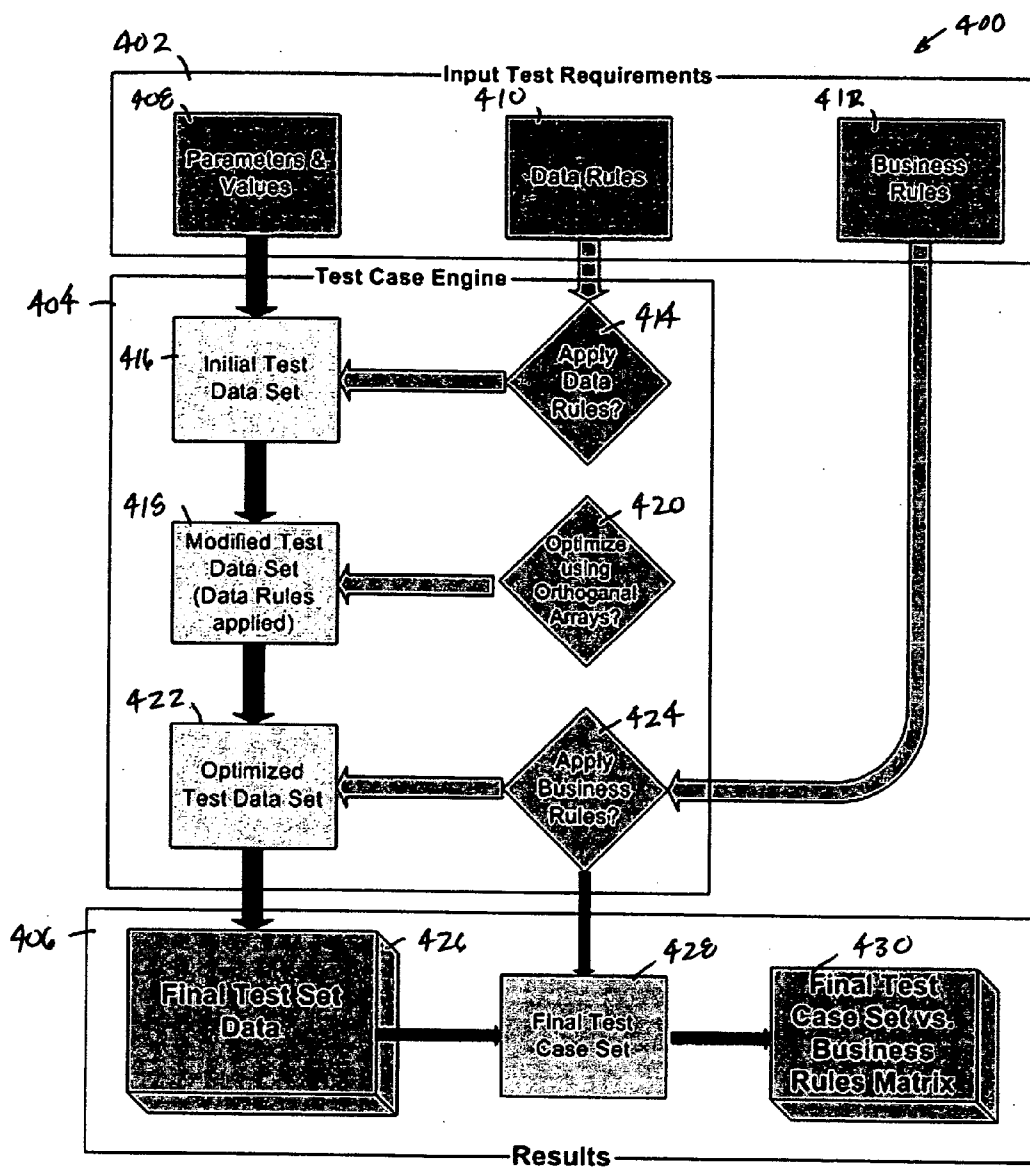 400
402
Input Test Requirements
408
410
412
Parameters &
Values
Data Rules
Business
Rules
Test Case Engine
404
414
416
Initial Test
Data Set
Apply
Data
Rules?
418
420
Modified Test
Data Set
(Data Rules
applied)
Optimize
using
Orthoganal
Arrays?
422
424
Optimized
Test Data Set
Apply
Business
Rules?
406
426
428
430
Final Test Set
Data
Final Test
Case Set
Final Test
Case Set vs.
Business
Rules Matrix
Results